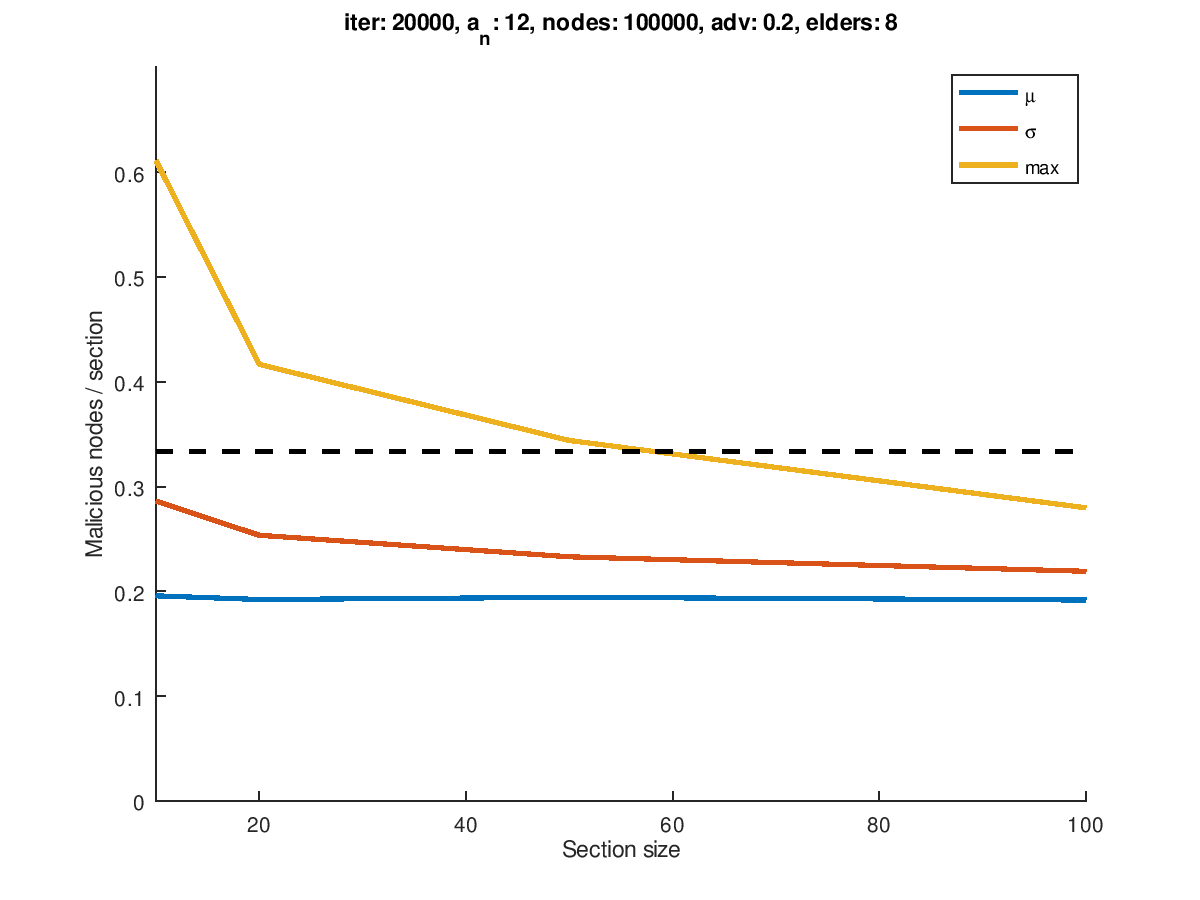 iter: 20000, a_n: 12, nodes: 100000, adv: 0.2, elders: 8
μ
σ
max
0.6
0.5
0.4
0.3
0.2
0.1
0
Malicious nodes / section
20 40 60 80 100
Section size